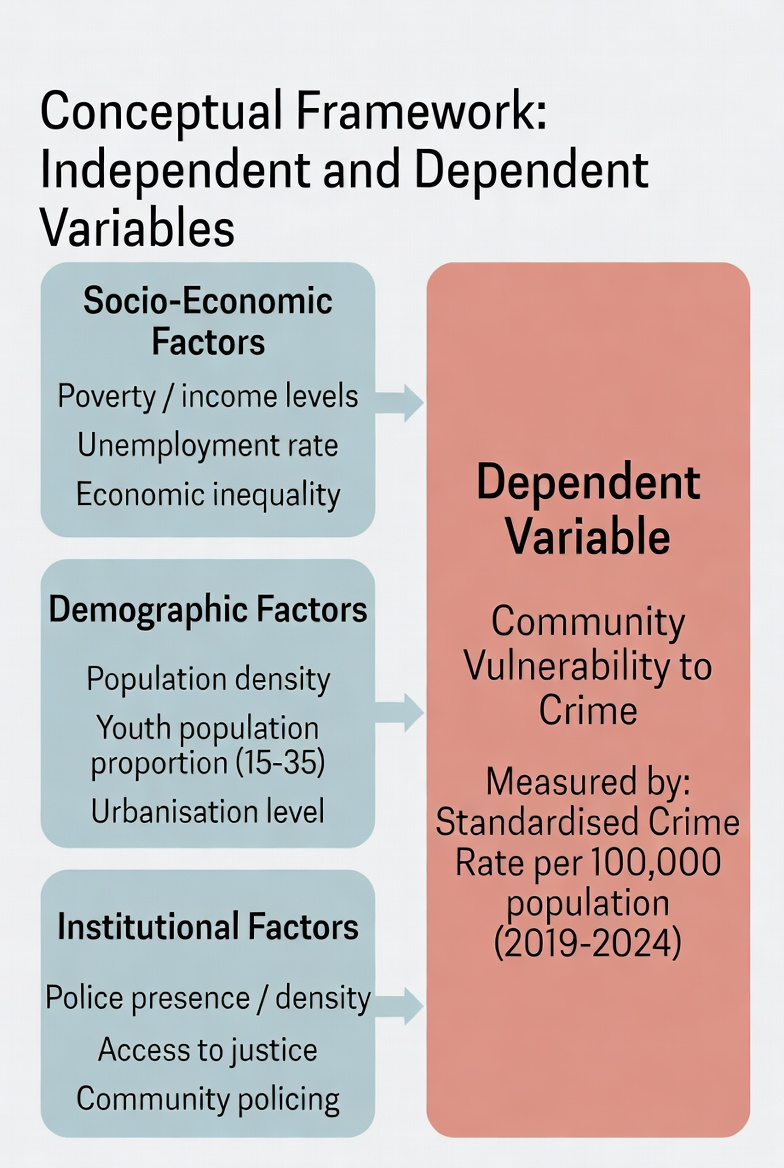 Conceptual Framework:
Independent and Dependent
Variables
Socio-Economic
Factors
Poverty / income levels
Unemployment rate
Economic inequality
Demographic Factors
Population density
Youth population
proportion (15-35)
Urbanisation level
Institutional Factors
Police presence / density
Access to justice
Community policing
Dependent
Variable
Community
Vulnerability to
Crime
Measured by:
Standardised Crime
Rate per 100,000
population
(2019-2024)